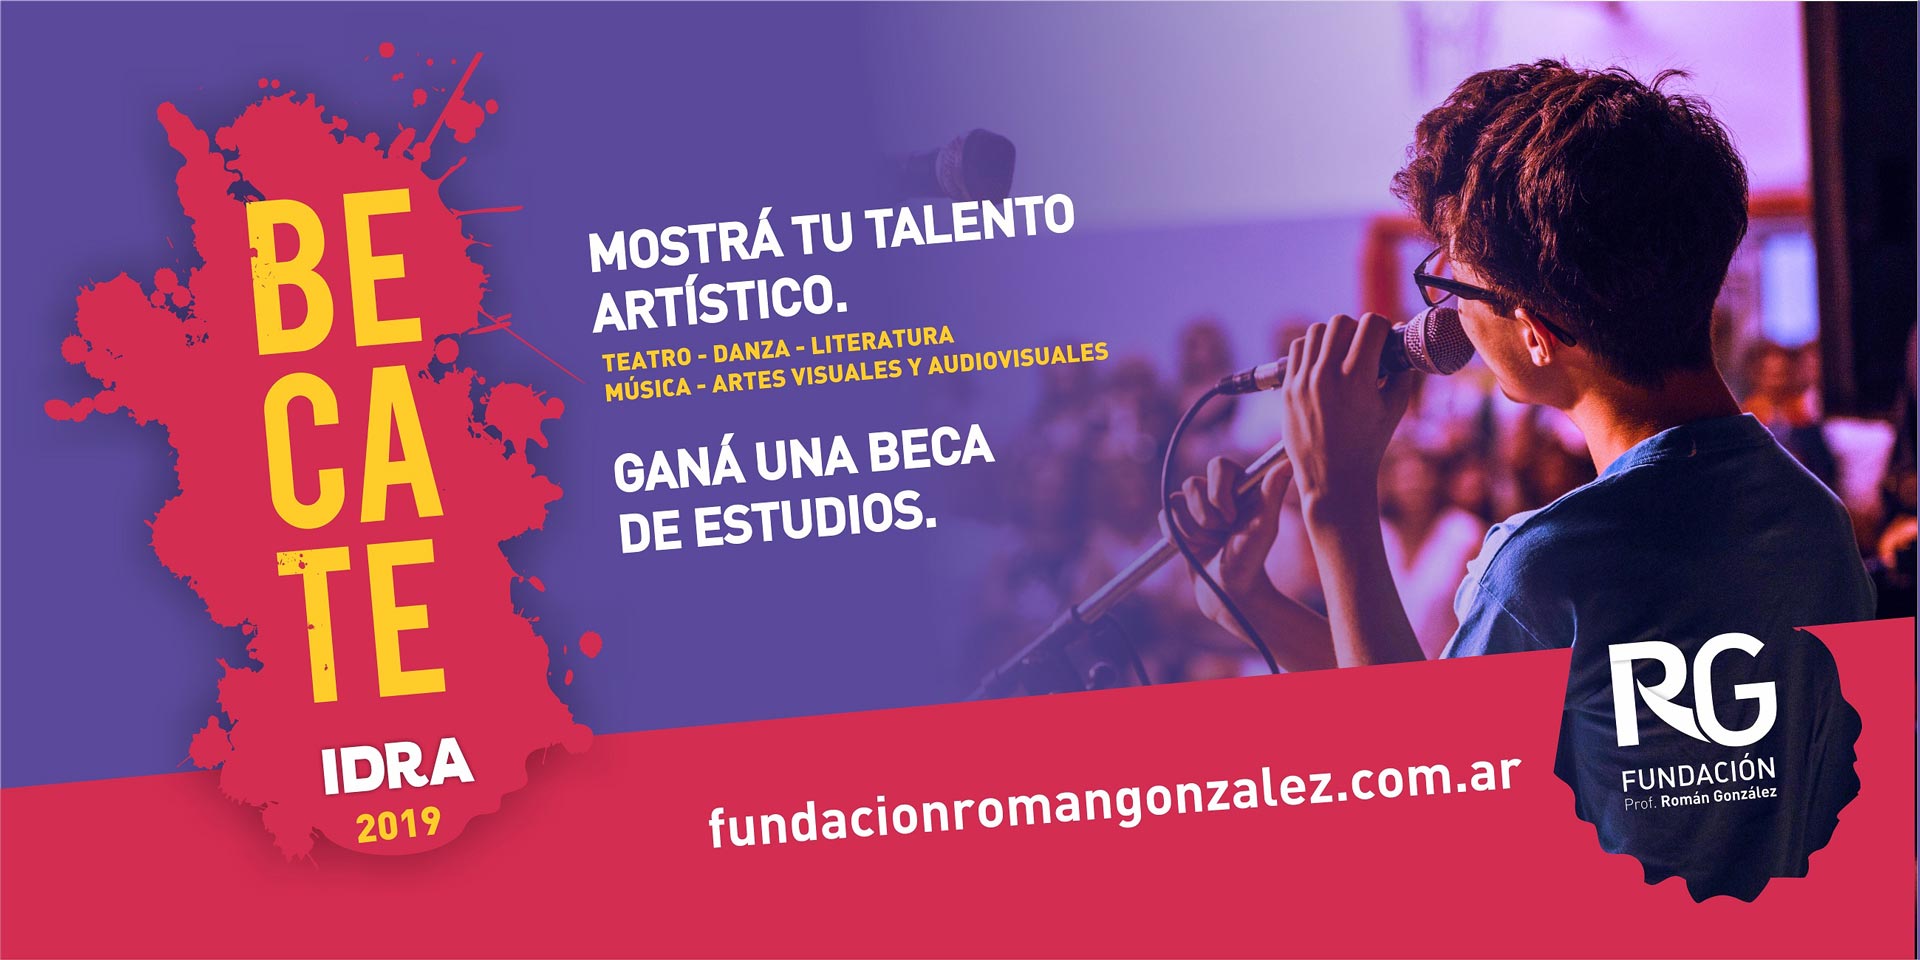 BE
CA
TE
IDRA
2019
MOSTRÁ TU TALENTO
ARTÍSTICO.
TEATRO - DANZA - LITERATURA
MÚSICA - ARTES VISUALES Y AUDIOVISUALES
GANÁ UNA BECA
DE ESTUDIOS.
fundacionromangonzalez.com.ar
RG
FUNDACIÓN
Prof. Román González